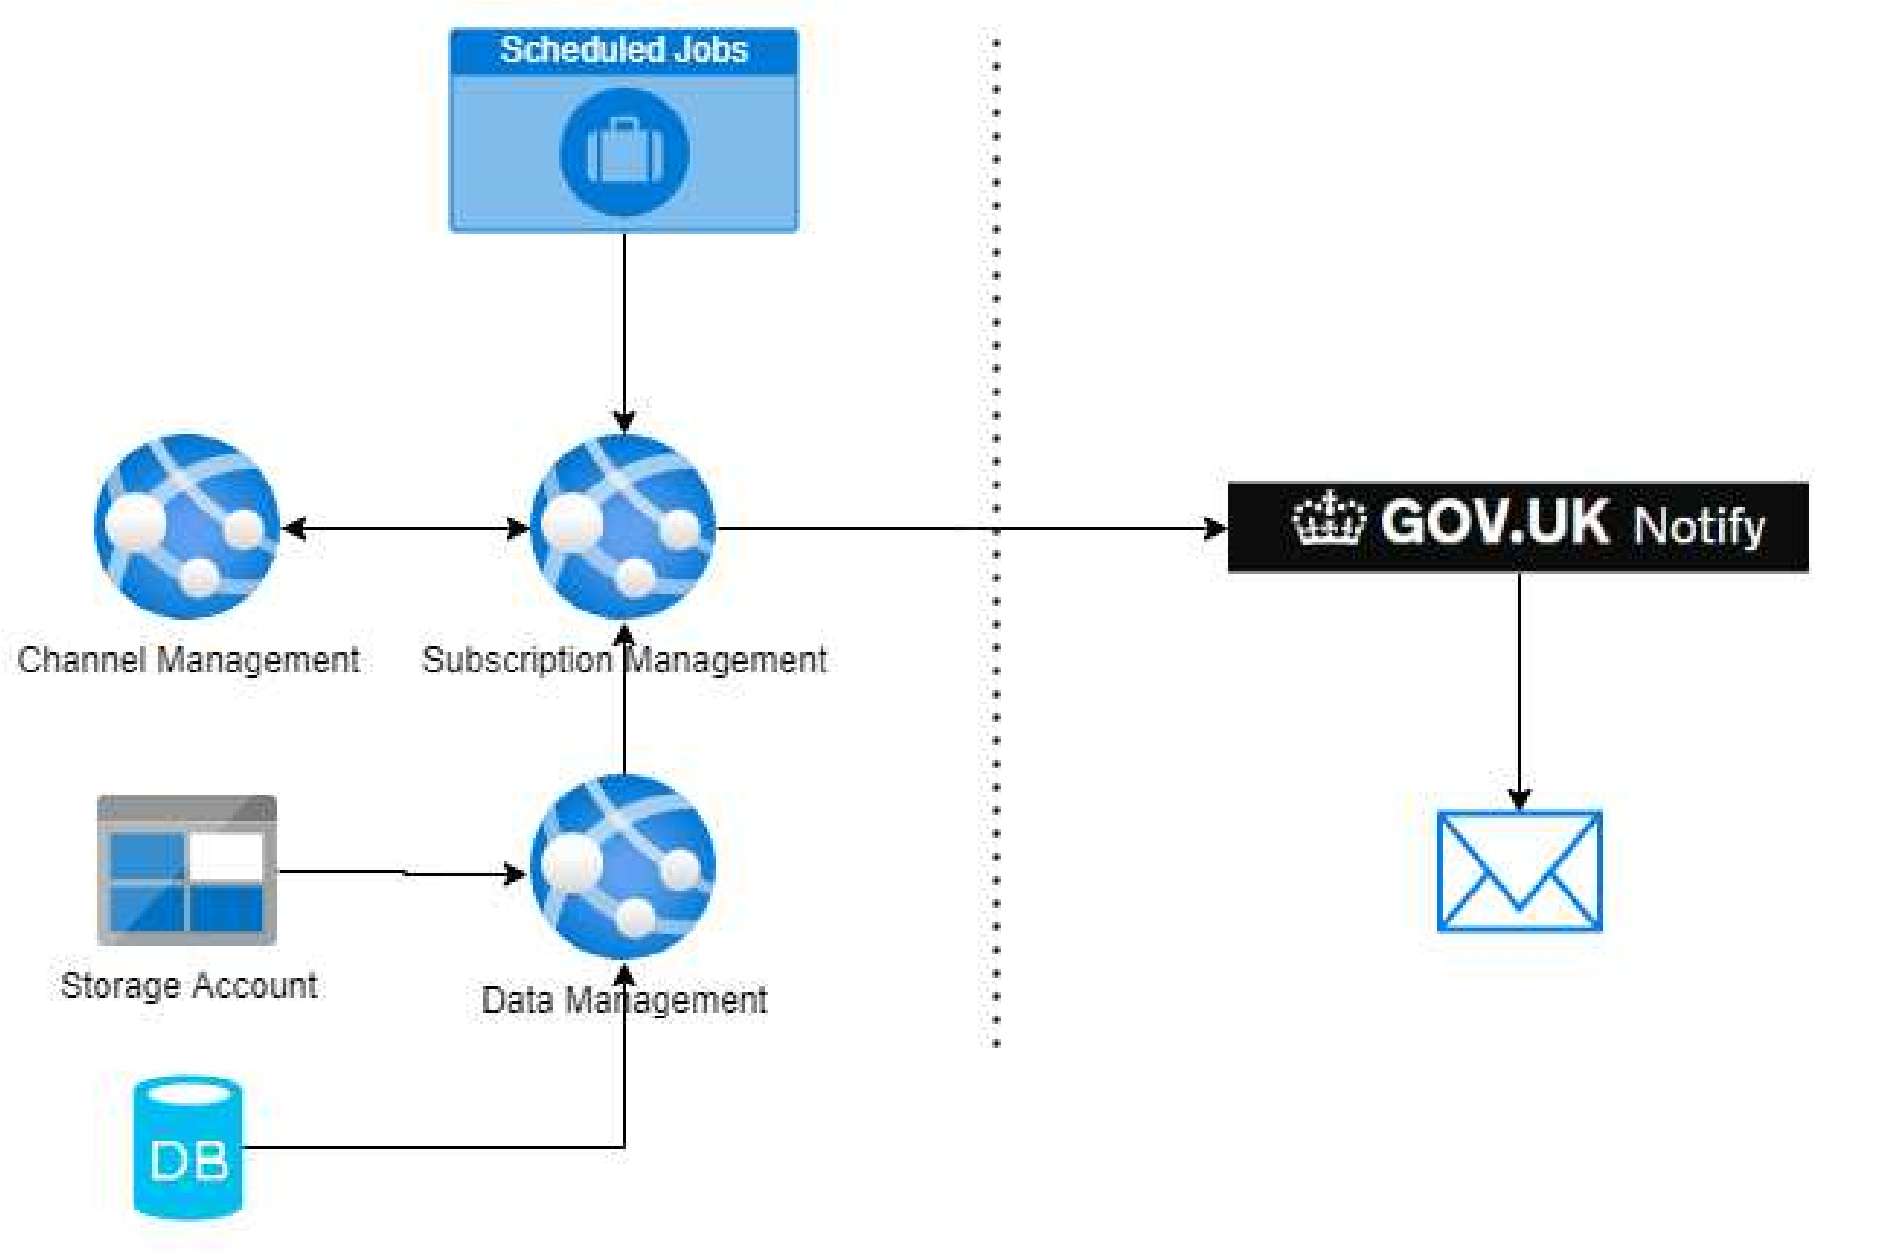 Scheduled Jobs
GOV.UK Notify
Channel Management
Subscription Management
Storage Account
Data Management
DB